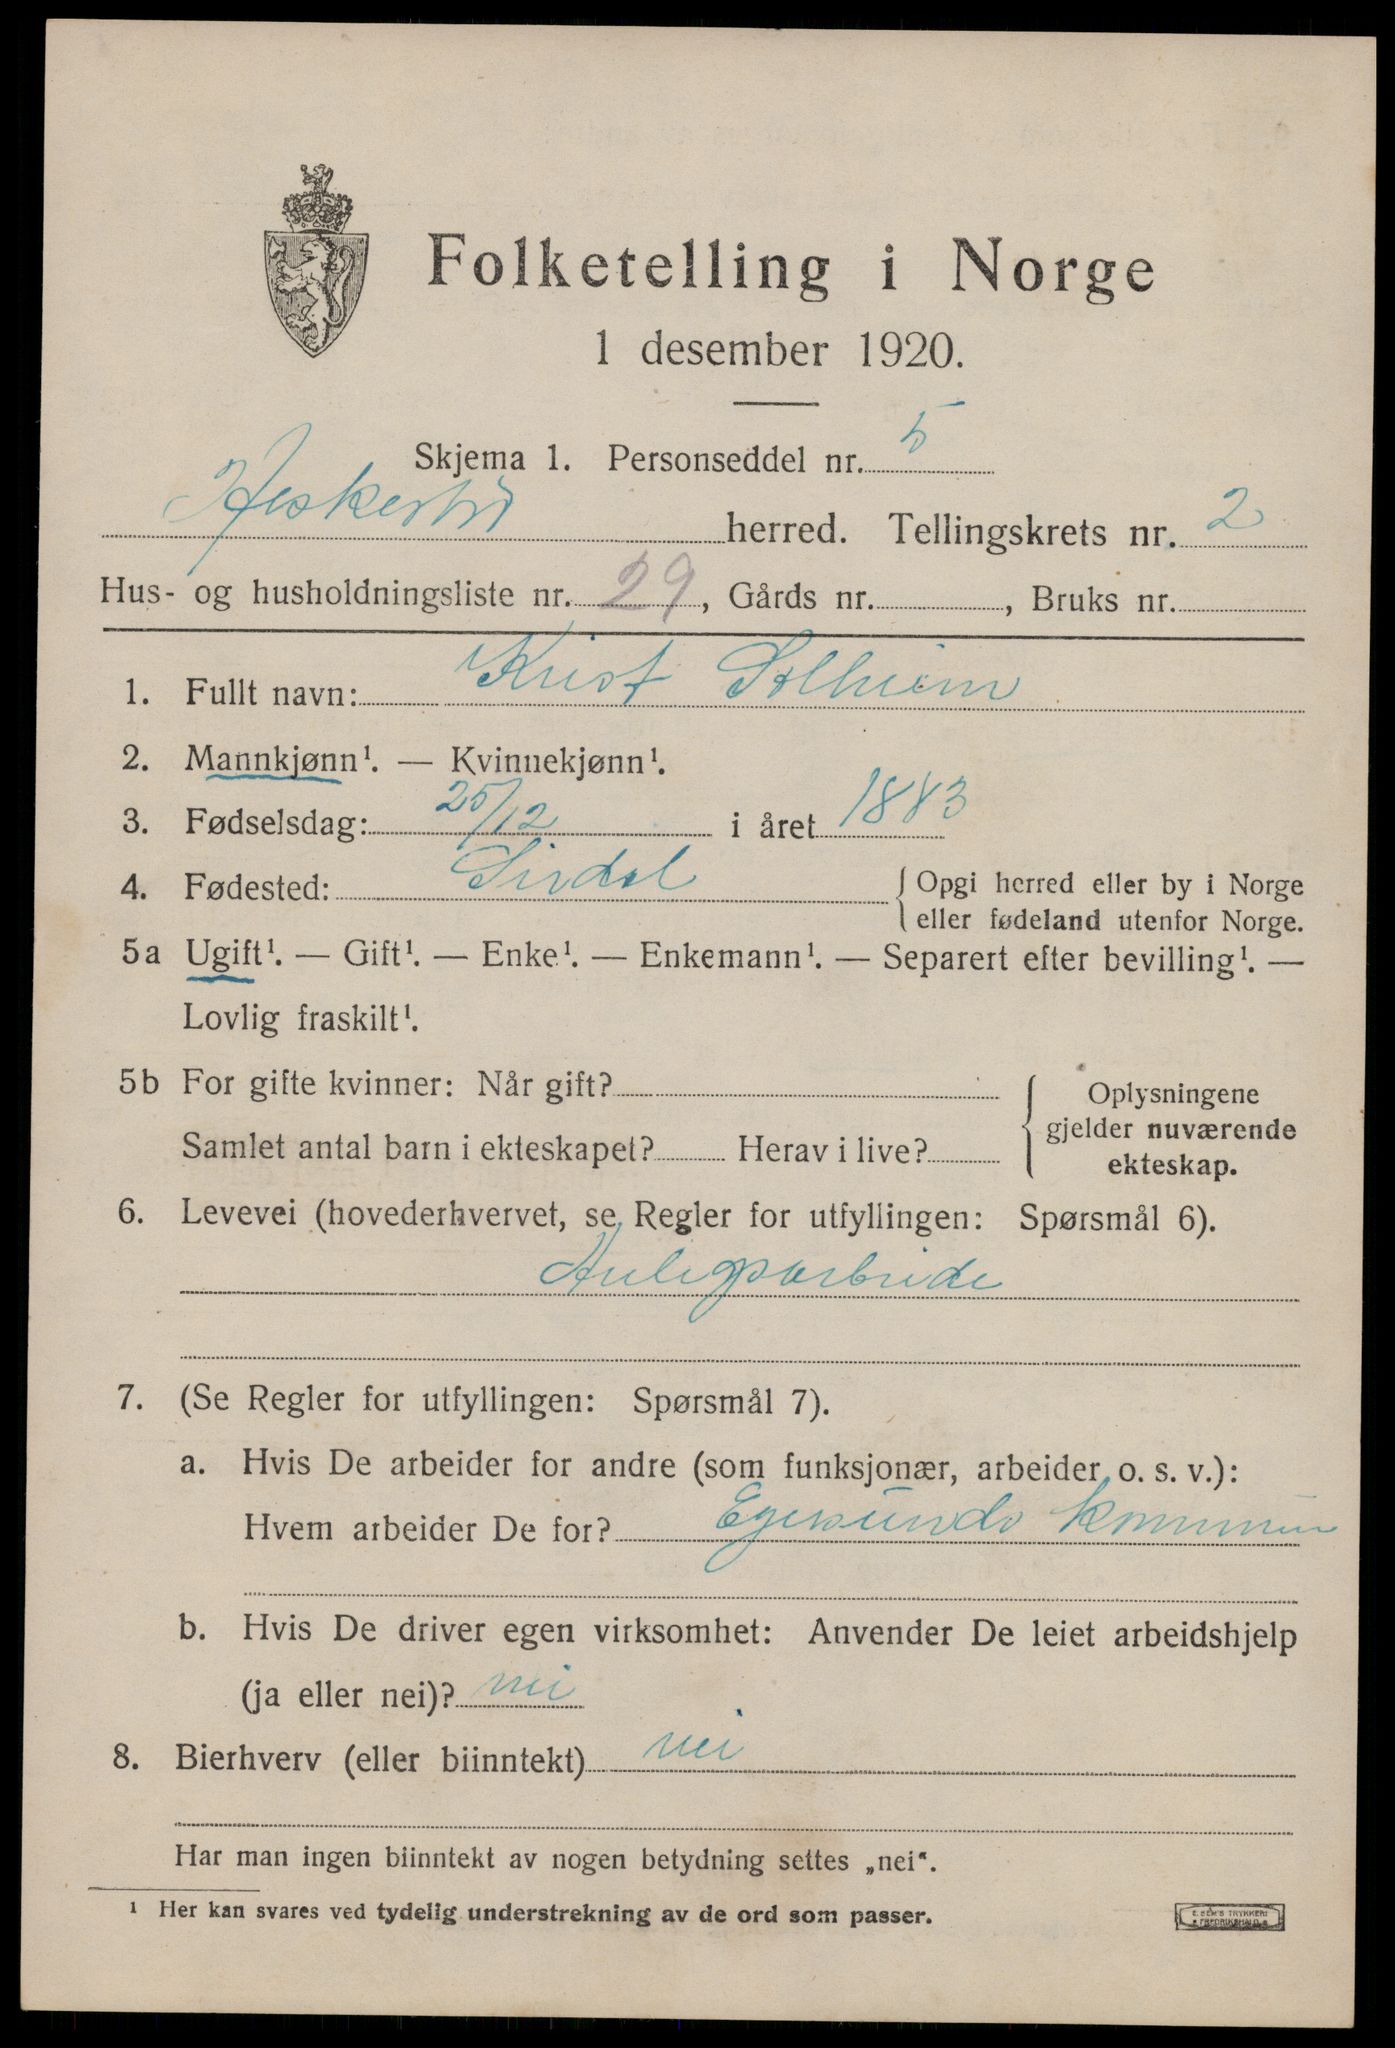 Folketelling i Norge
1 desember 1920.
Skjema 1. Personseddel nr. 5
Heskestad herred. Tellingskrets nr. 2
Hus- og husholdningsliste nr. 29, Gårds nr. , Bruks nr.
1. Fullt navn: Krist Solheim
2. Mannkjønn¹. — Kvinnekjønn¹.
3. Fødselsdag: 25/12 i året 1883
4. Fødested: Sirdal { Opgi herred eller by i Norge
eller fødeland utenfor Norge.
5a Ugift¹. — Gift¹. — Enke¹. — Enkemann¹. — Separert efter bevilling¹. —
Lovlig fraskilt¹.
5b For gifte kvinner: Når gift?
Samlet antal barn i ekteskapet? Herav i live?
{ Oplysningene
gjelder nuværende
ekteskap.
6. Levevei (hovederhvervet, se Regler for utfyllingen: Spørsmål 6).
7. (Se Regler for utfyllingen: Spørsmål 7).
a. Hvis De arbeider for andre (som funksjonær, arbeider o. s. v.):
Hvem arbeider De for? Egersunds kommun
b. Hvis De driver egen virksomhet: Anvender De leiet arbeidshjelp
(ja eller nei)? nei
8. Bierhverv (eller biinntekt) nei
Har man ingen biinntekt av nogen betydning settes „nei“.
¹ Her kan svares ved tydelig understrekning av de ord som passer.
E. SEM'S TRYKKERI
FREDRIKSHALD